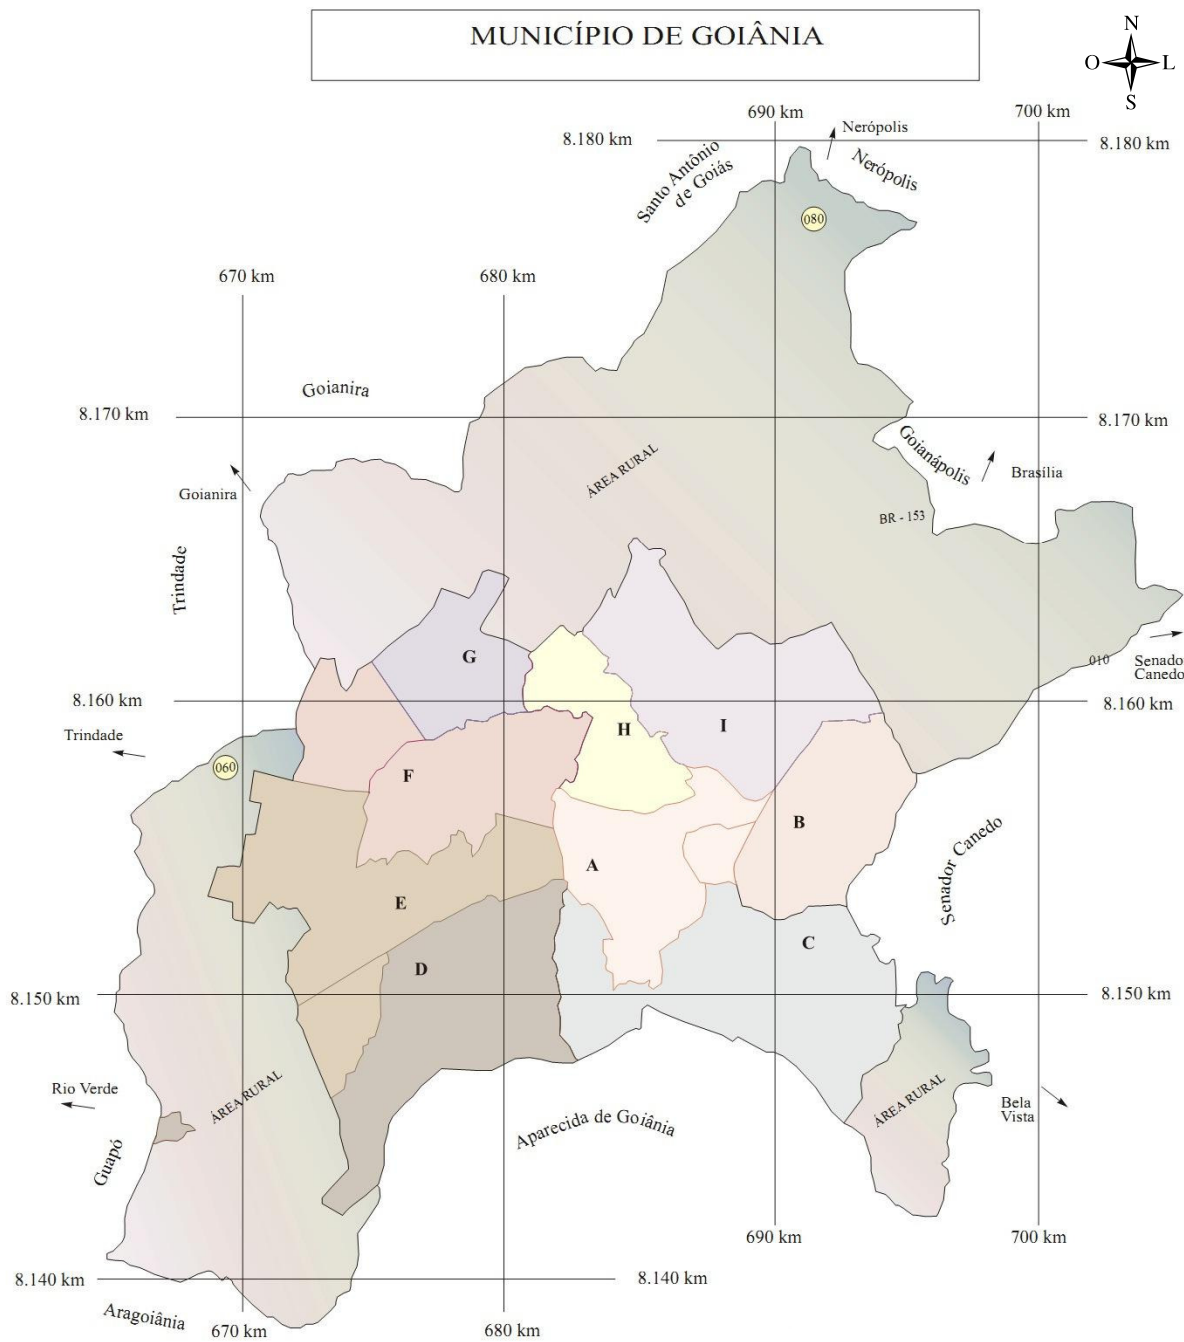 MUNICÍPIO DE GOIÂNIA
N
O
L
S
690 km
700 km
Nerópolis
8.180 km
8.180 km
Santo Antônio
de Goiás
Nerópolis
080
670 km
680 km
Goianira
8.170 km
8.170 km
Goianápolis
ÁREA RURAL
Brasília
Goianira
BR - 153
Trindade
G
010
Senador
Canedo
8.160 km
8.160 km
H
I
Trindade
060
F
B
A
Senador Canedo
E
C
D
8.150 km
8.150 km
Rio Verde
ÁREA RURAL
ÁREA RURAL
Bela
Vista
Aparecida de Goiânia
Guapó
690 km
700 km
8.140 km
8.140 km
Aragoiânia
670 km
680 km